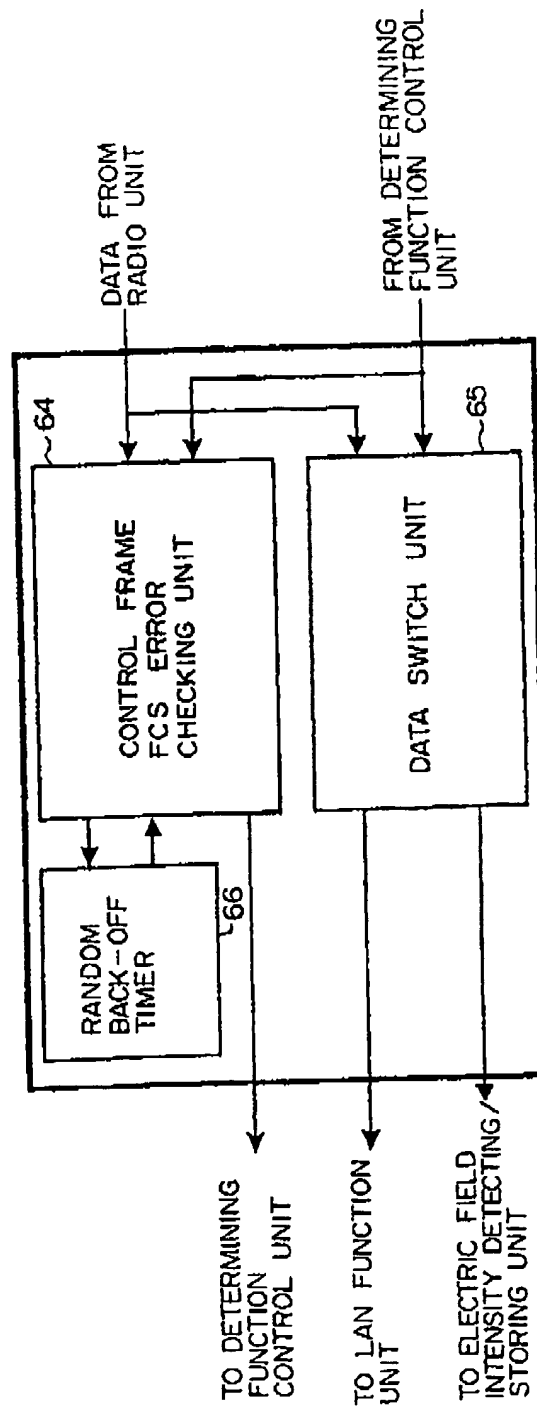 DATA FROM
RADIO UNIT
FROM DETERMINING
FUNCTION CONTROL
UNIT
64
CONTROL FRAME
FCS ERROR
CHECKING UNIT
65
DATA SWITCH UNIT
RANDOM
BACK-OFF
TIMER
66
TO DETERMINING
FUNCTION
CONTROL UNIT
TO LAN FUNCTION
UNIT
TO ELECTRIC FIELD
INTENSITY DETECTING/
STORING UNIT